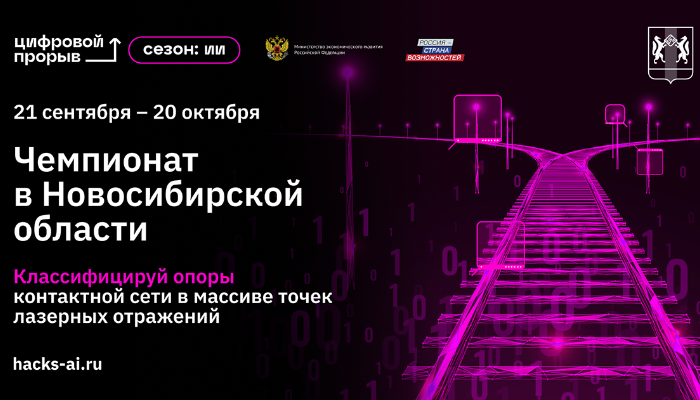 цифровой
прорыв
сезон: ии
Министерство экономического развития
Российской Федерации
РОССИЯ –
СТРАНА
ВОЗМОЖНОСТЕЙ
21 сентября – 20 октября
Чемпионат
в Новосибирской
области
Классифицируй опоры
контактной сети в массиве точек
лазерных отражений
hacks-ai.ru